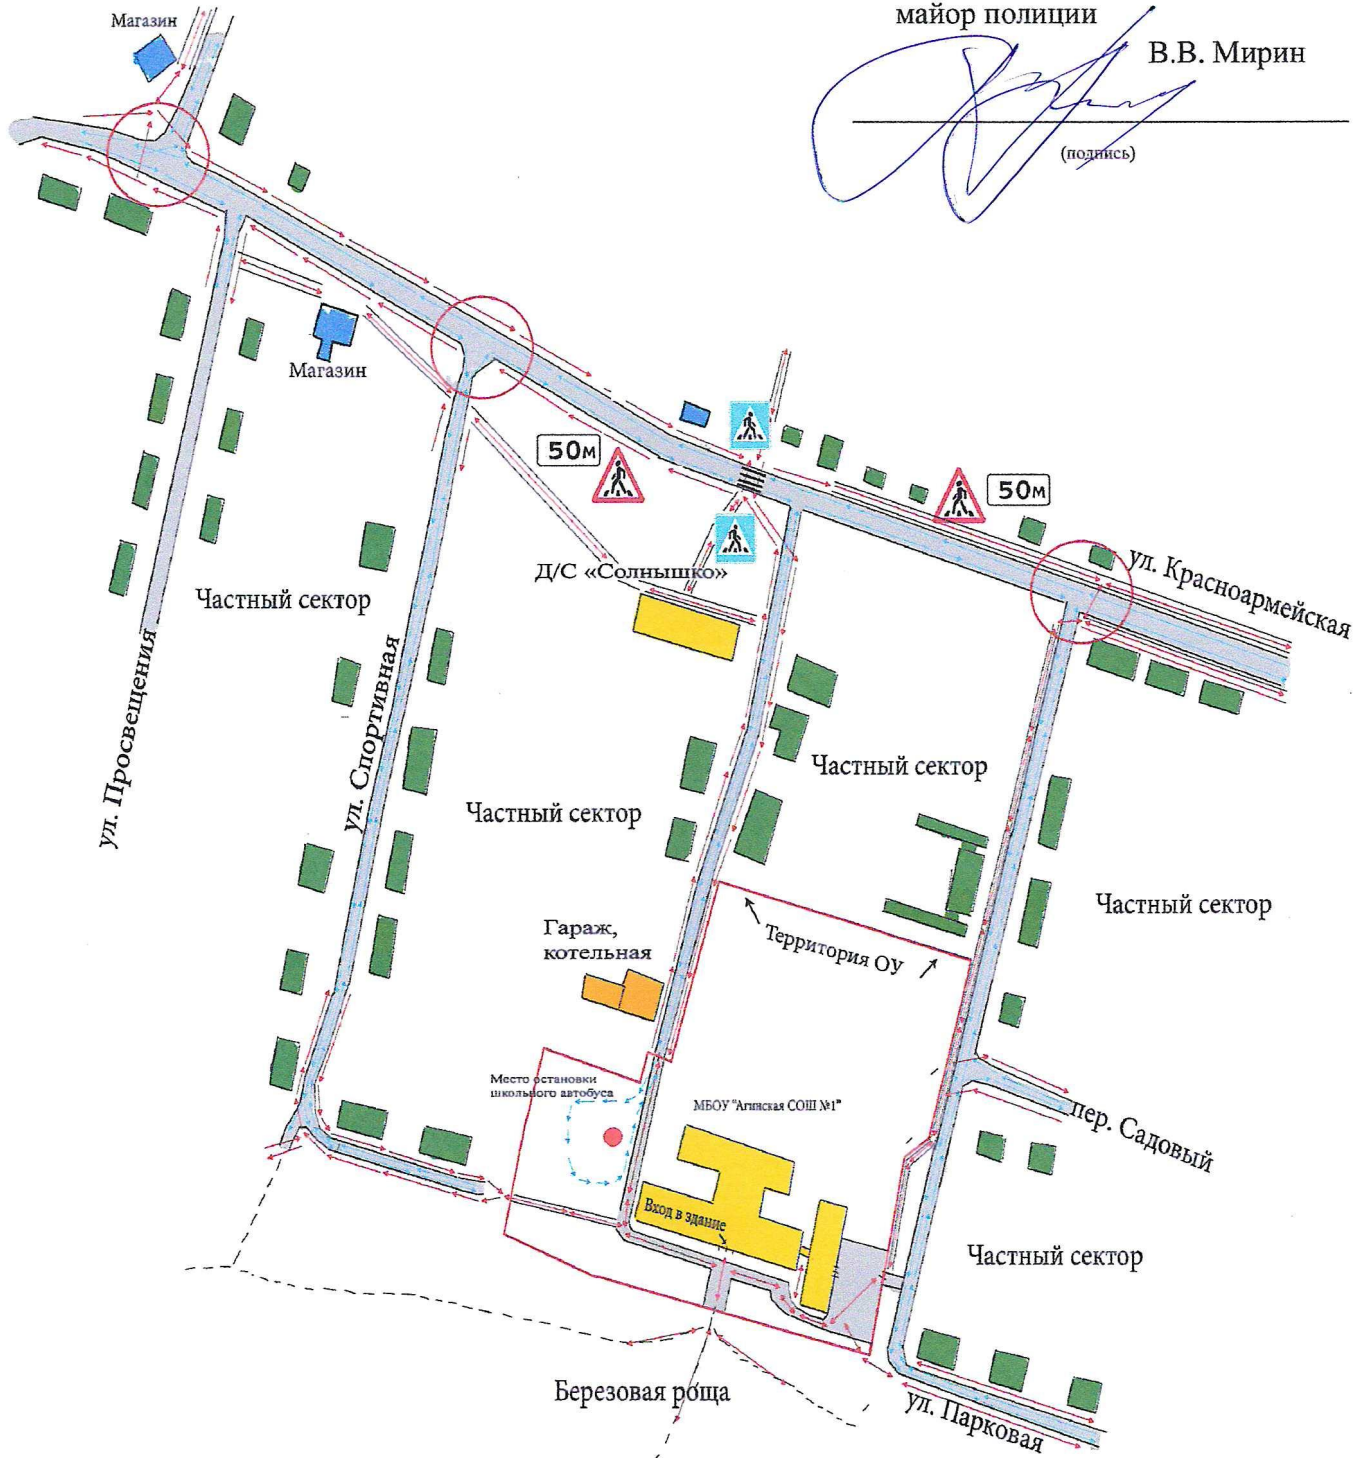 майор полиции
В.В. Мирин
(подпись)
Магазин
Магазин
50м
50м
ул. Красноармейская
Д/С «Солнышко»
Частный сектор
ул. Просвещения
ул. Спортивная
Частный сектор
Частный сектор
Частный сектор
Гараж,
котельная
Территория ОУ
Место остановки
школьного автобуса
МБОУ "Агинская СОШ №1"
пер. Садовый
Вход в здание
Частный сектор
Березовая роща
ул. Парковая